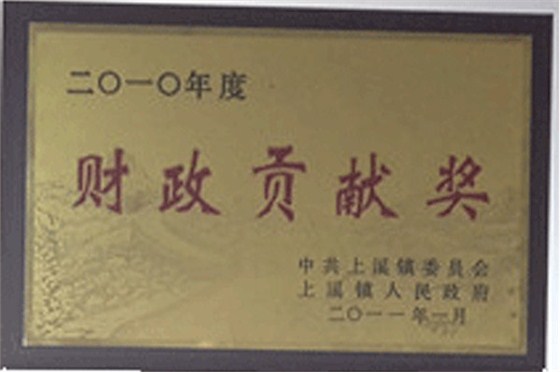 二〇一〇年度
财政贡献奖
中共上溪镇委员会
上溪镇人民政府
二〇一一年一月